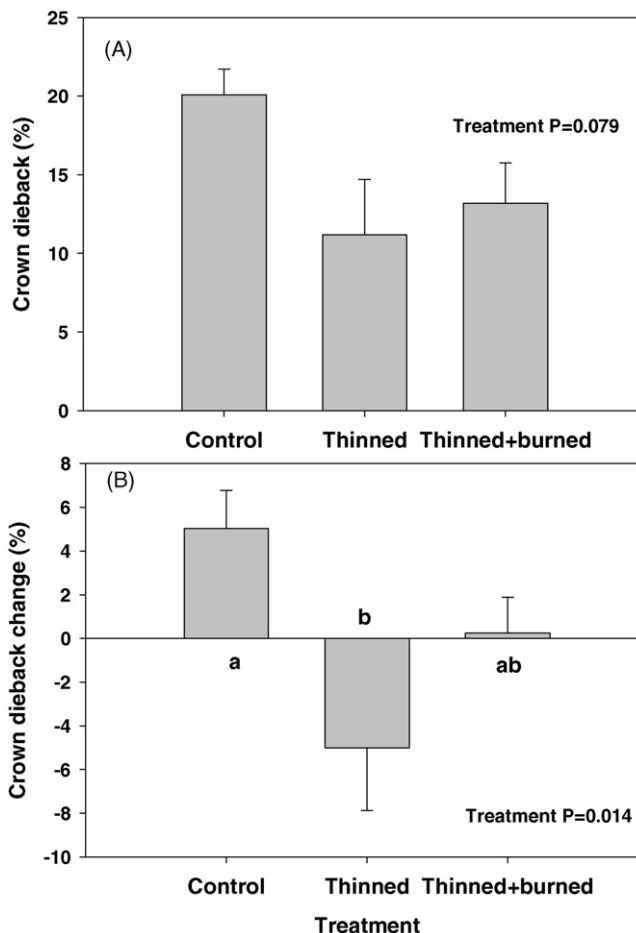 25
(A)
20
Treatment P=0.079
15
10
5
0
Crown dieback (%)
Control Thinned Thinned+burned
8
(B)
6
4
2
0
-2
-4
-6
-8
-10
Crown dieback change (%)
a
b
ab
Treatment P=0.014
Control Thinned Thinned+burned
Treatment